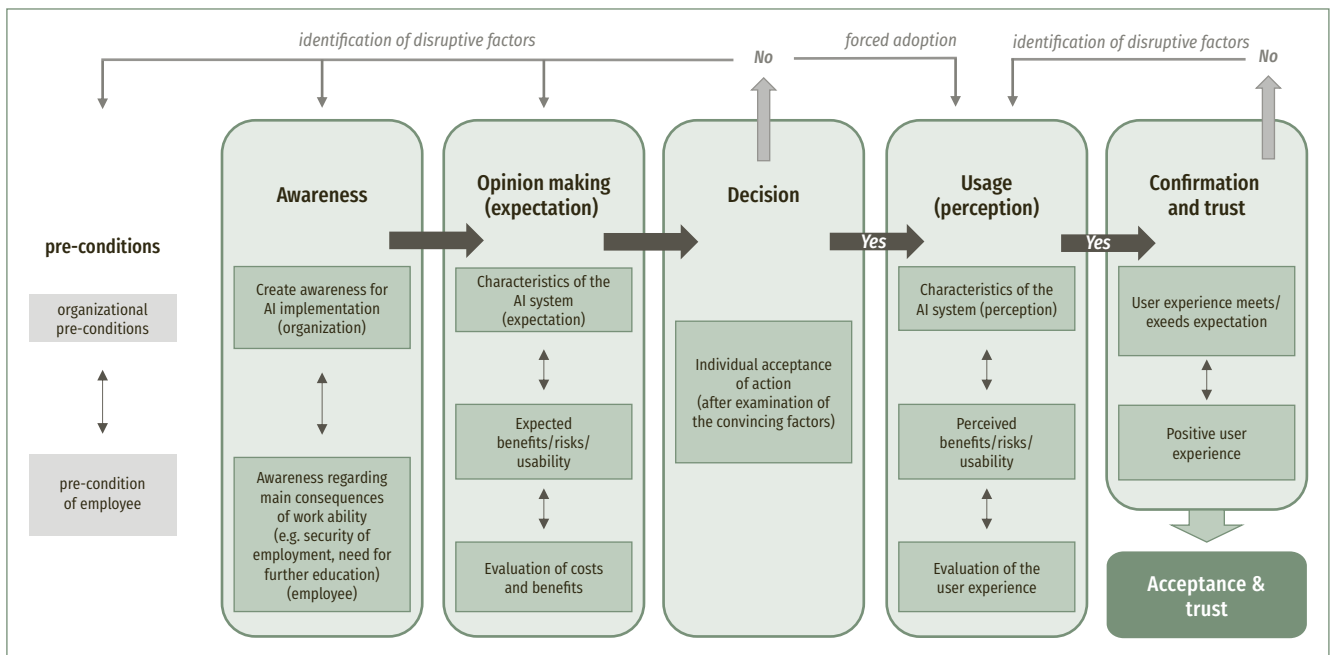 identification of disruptive factors
No
forced adoption
identification of disruptive factors
No
pre-conditions
organizational
pre-conditions
pre-condition
of employee
Awareness
Create awareness for
AI implementation
(organization)
Awareness regarding
main consequences
of work ability
(e.g. security of
employment, need for
further education)
(employee)
Opinion making
(expectation)
Characteristics of the
AI system
(expectation)
Expected
benefits/risks/
usability
Evaluation of costs
and benefits
Decision
Individual acceptance
of action
(after examination of
the convincing factors)
Yes
Usage
(perception)
Characteristics of the
AI system (perception)
Perceived
benefits/risks/
usability
Evaluation of the
user experience
Yes
Confirmation
and trust
User experience meets/
exeeds expectation
Positive user
experience
Acceptance &
trust